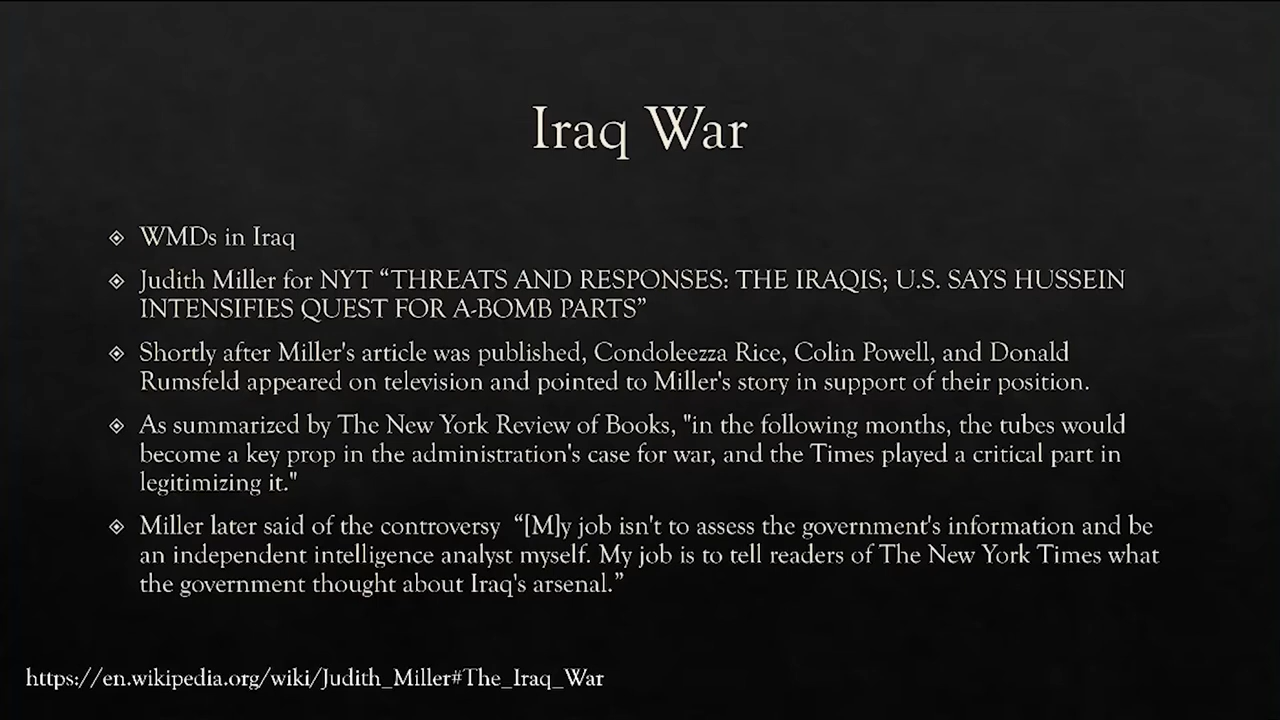 Iraq War
WMDs in Iraq
Judith Miller for NYT “THREATS AND RESPONSES: THE IRAQIS; U.S. SAYS HUSSEIN
INTENSIFIES QUEST FOR A-BOMB PARTS”
Shortly after Miller's article was published, Condoleezza Rice, Colin Powell, and Donald
Rumsfeld appeared on television and pointed to Miller's story in support of their position.
As summarized by The New York Review of Books, "in the following months, the tubes would
become a key prop in the administration's case for war, and the Times played a critical part in
legitimizing it."
Miller later said of the controversy “[M]y job isn't to assess the government's information and be
an independent intelligence analyst myself. My job is to tell readers of The New York Times what
the government thought about Iraq's arsenal.”
https://en.wikipedia.org/wiki/Judith_Miller#The_Iraq_War